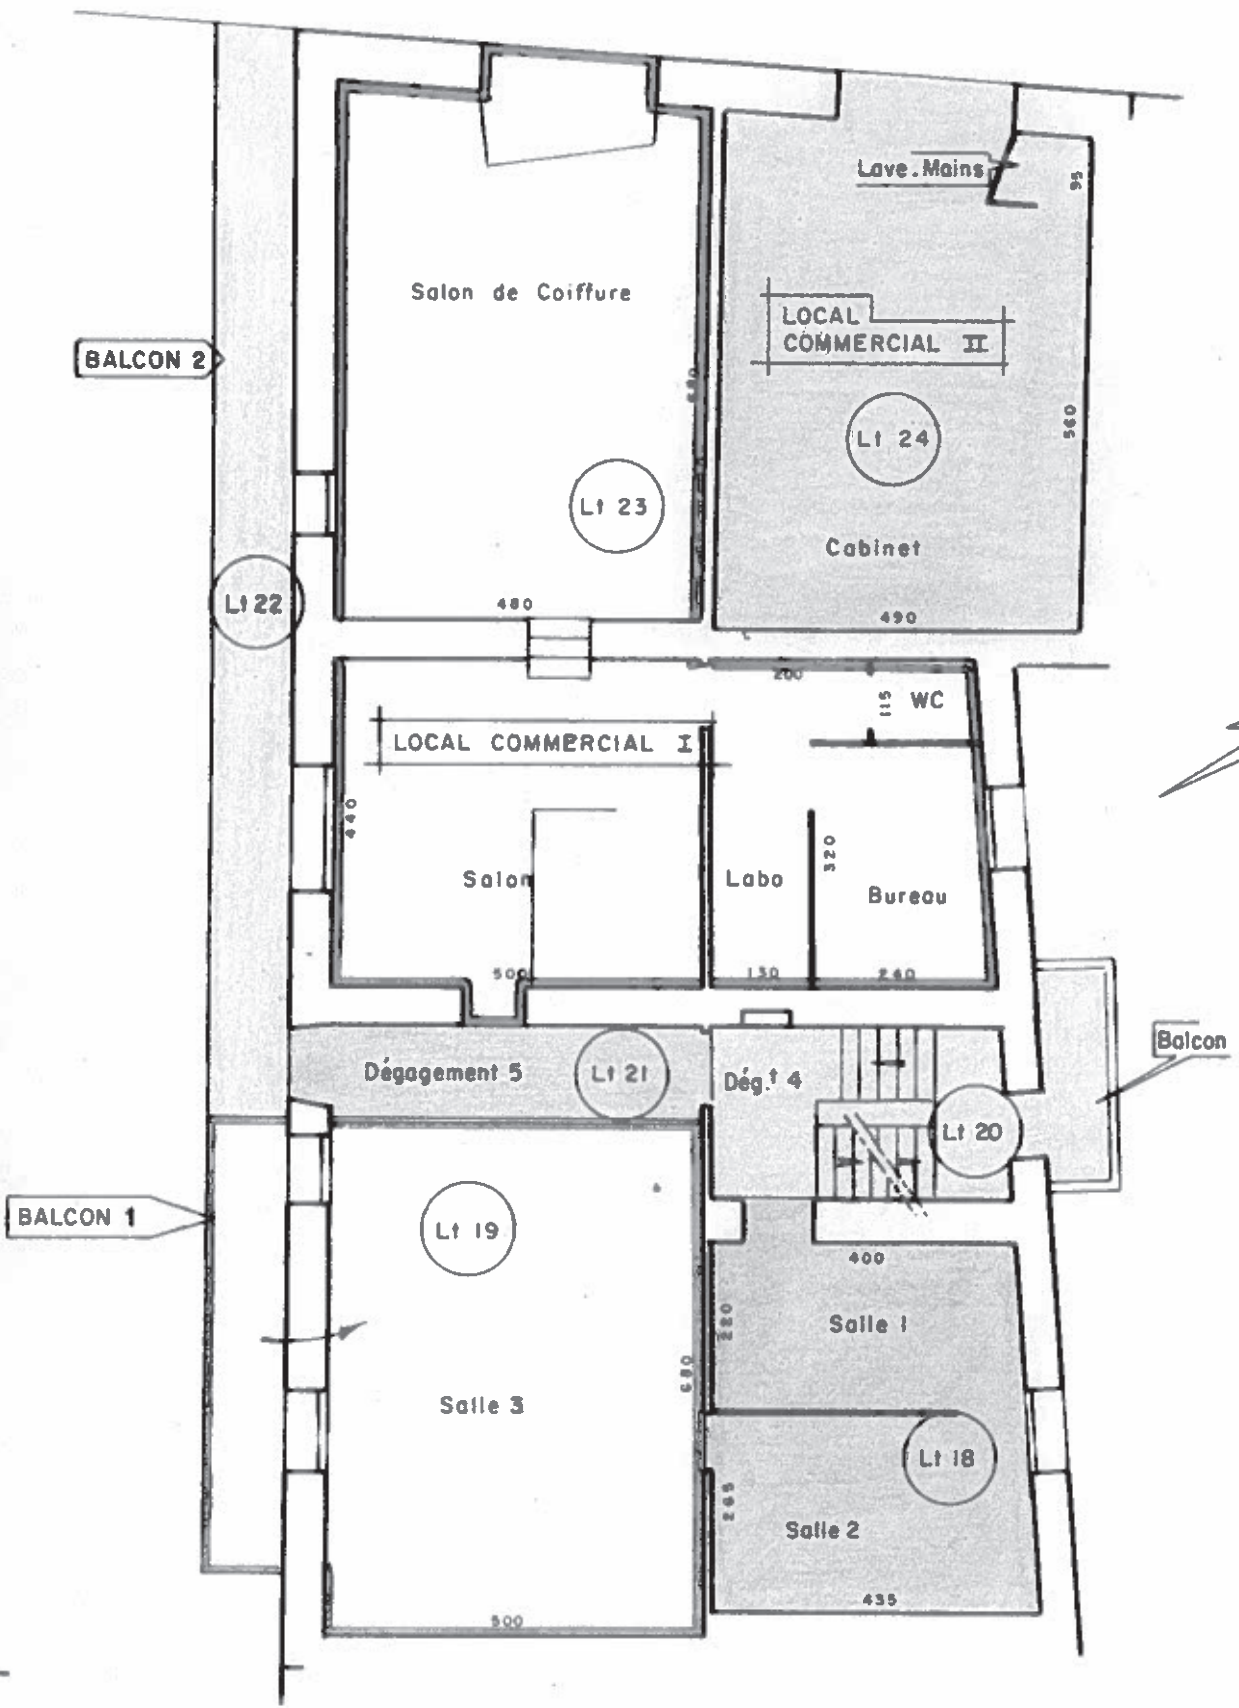 Lave.Mains
95
Salon de Coiffure
LOCAL
COMMERCIAL II
BALCON 2
680
560
Lt 24
Lt 23
Cabinet
Lt 22
480
490
200
115
WC
LOCAL COMMERCIAL I
440
320
Salon
Labo
Bureau
500
130
240
Balcon
Dégagement 5
Lt 21
Dég.t 4
Lt 20
BALCON 1
Lt 19
400
280
Salle 1
680
Salle 3
Lt 18
265
Salle 2
435
500